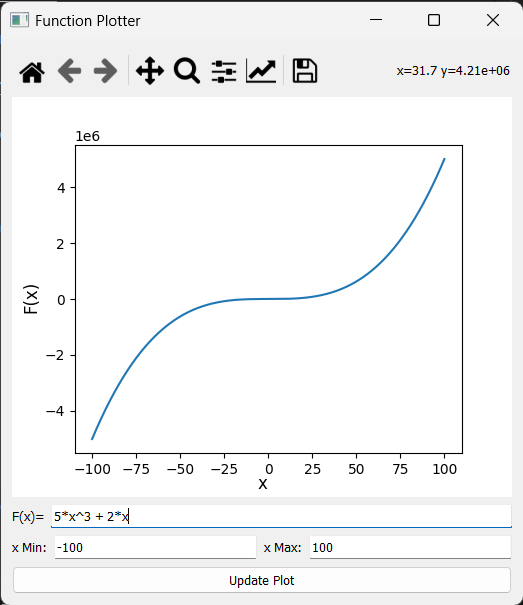 Function Plotter
x=31.7 y=4.21e+06
1e6
4
2
0
−2
−4
F(x)
−100 −75 −50 −25 0 25 50 75 100
x
F(x)= 5*x^3 + 2*x
x Min: -100 x Max: 100
Update Plot